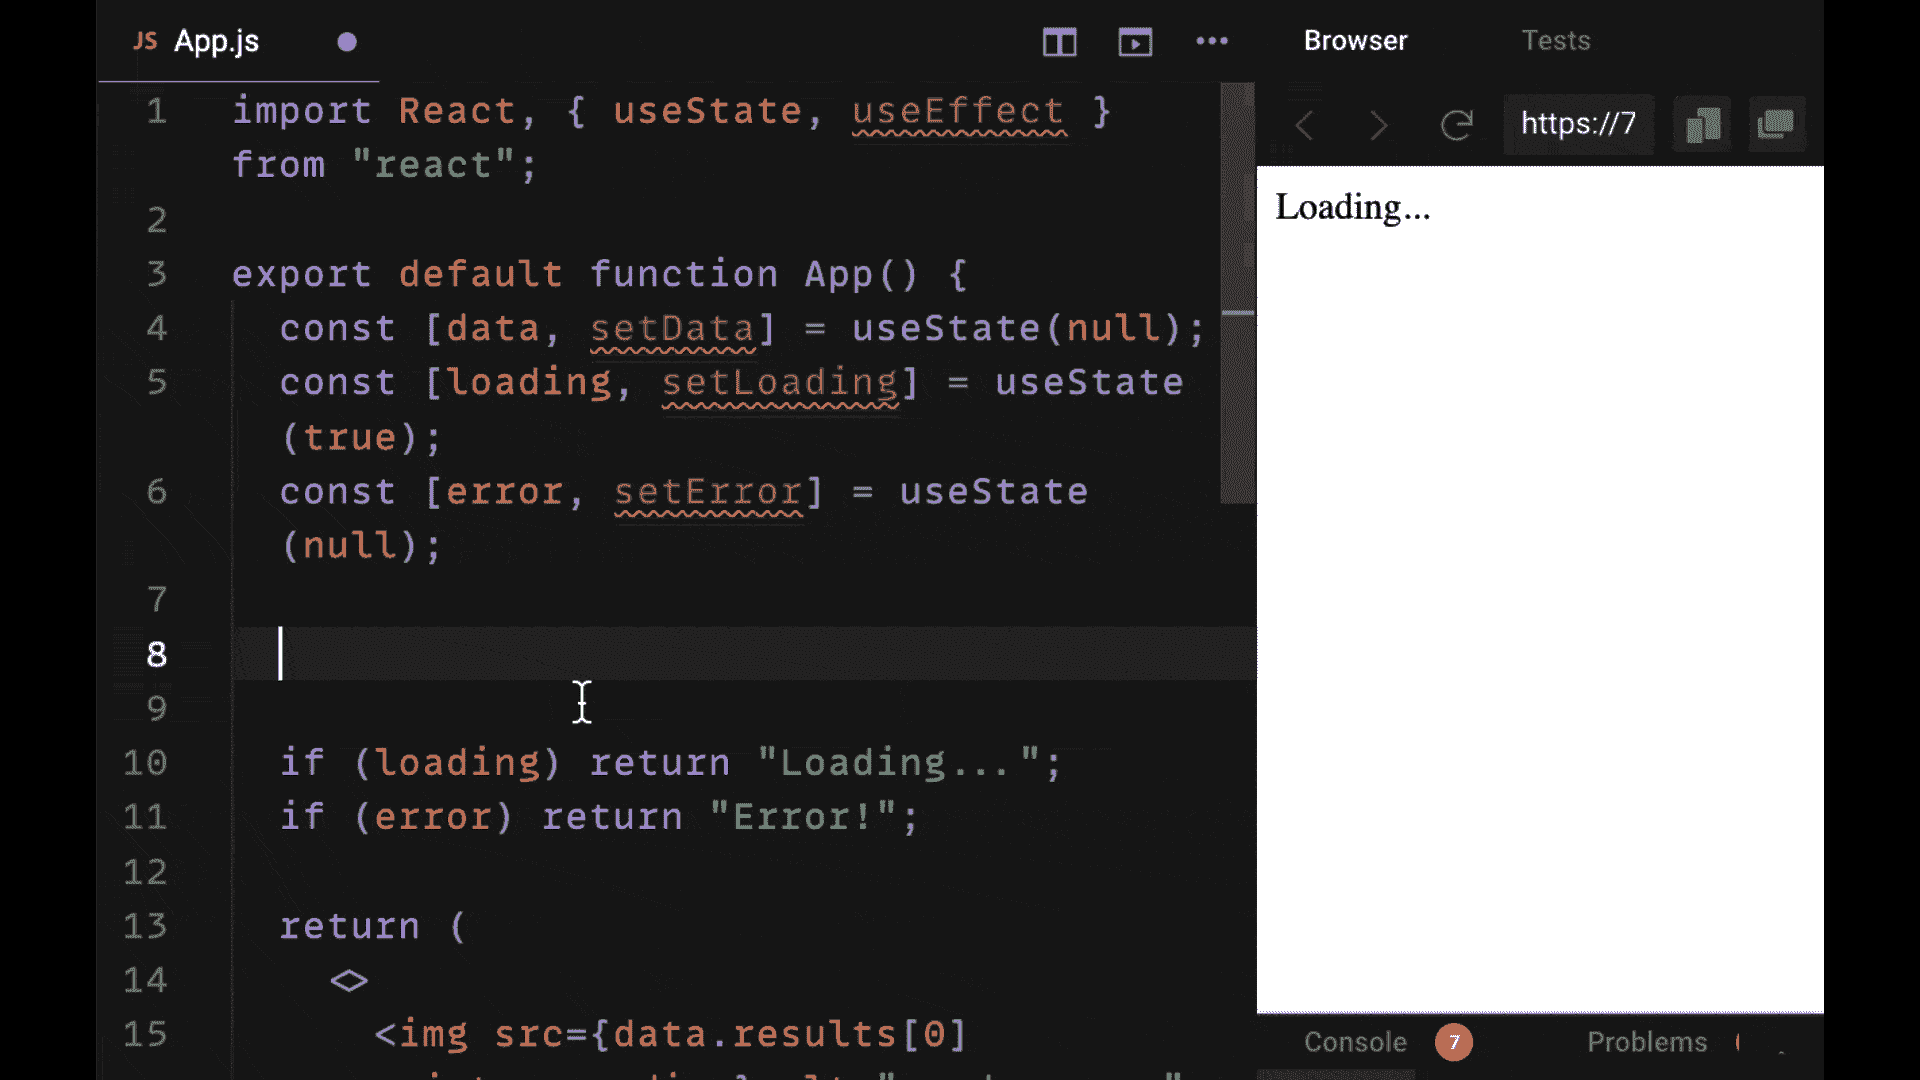 JS App.js
Browser Tests
https://7
1 import React, { useState, useEffect }
from "react";
2
3 export default function App() {
4 const [data, setData] = useState(null);
5 const [loading, setLoading] = useState
(true);
6 const [error, setError] = useState
(null);
7
8
9
10 if (loading) return "Loading...";
11 if (error) return "Error!";
12
13 return (
14 <>
15 <img src={data.results[0]
Loading...
Console 7 Problems